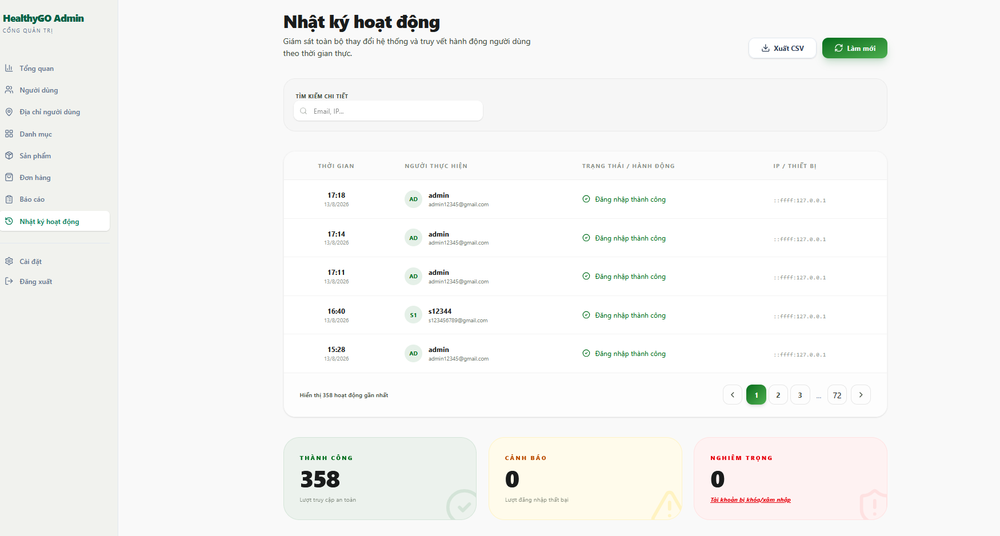 HealthyGO Admin
CỔNG QUẢN TRỊ
Tổng quan
Người dùng
Địa chỉ người dùng
Danh mục
Sản phẩm
Đơn hàng
Báo cáo
Nhật ký hoạt động
Cài đặt
Đăng xuất
Nhật ký hoạt động
Giám sát toàn bộ thay đổi hệ thống và truy vết hành động người dùng
theo thời gian thực.
Xuất CSV
Làm mới
TÌM KIẾM CHI TIẾT
Email, IP...
THỜI GIAN NGƯỜI THỰC HIỆN TRẠNG THÁI / HÀNH ĐỘNG IP / THIẾT BỊ
17:18
13/8/2026
AD
admin
admin12345@gmail.com
Đăng nhập thành công
::ffff:127.0.0.1
17:14
13/8/2026
AD
admin
admin12345@gmail.com
Đăng nhập thành công
::ffff:127.0.0.1
17:11
13/8/2026
AD
admin
admin12345@gmail.com
Đăng nhập thành công
::ffff:127.0.0.1
16:40
13/8/2026
S1
s12344
s123456789@gmail.com
Đăng nhập thành công
::ffff:127.0.0.1
15:28
13/8/2026
AD
admin
admin12345@gmail.com
Đăng nhập thành công
::ffff:127.0.0.1
Hiển thị 358 hoạt động gần nhất
1 2 3 ... 72
THÀNH CÔNG
358
Lượt truy cập an toàn
CẢNH BÁO
0
Lượt đăng nhập thất bại
NGHIÊM TRỌNG
0
Tài khoản bị khóa/xâm nhập